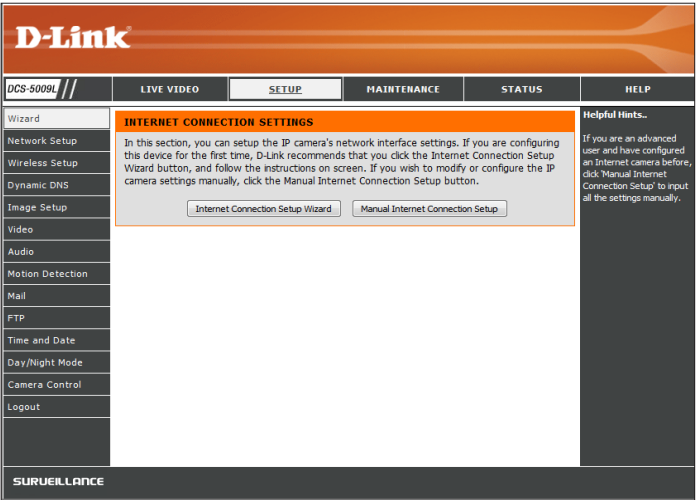 D-Link
DCS-5009L
LIVE VIDEO
SETUP
MAINTENANCE
STATUS
HELP
Wizard
Network Setup
Wireless Setup
Dynamic DNS
Image Setup
Video
Audio
Motion Detection
Mail
FTP
Time and Date
Day/Night Mode
Camera Control
Logout
INTERNET CONNECTION SETTINGS
In this section, you can setup the IP camera's network interface settings. If you are configuring
this device for the first time, D-Link recommends that you click the Internet Connection Setup
Wizard button, and follow the instructions on screen. If you wish to modify or configure the IP
camera settings manually, click the Manual Internet Connection Setup button.
Internet Connection Setup Wizard
Manual Internet Connection Setup
Helpful Hints..
If you are an advanced
user and have configured
an Internet camera before,
click 'Manual Internet
Connection Setup' to input
all the settings manually.
SURVEILLANCE